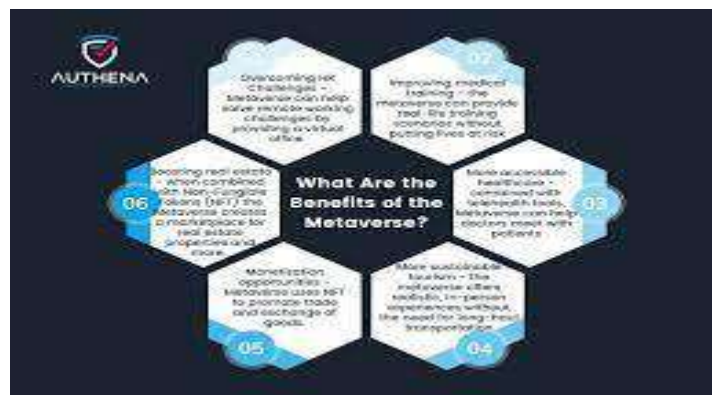 AUTHENA
What Are the
Benefits of the
Metaverse?
Overcoming HR
Challenges -
Metaverse can help
solve remote working
challenges by
providing a virtual
office.
02
Improving medical
training - the
metaverse can provide
real-life training
scenarios without
putting lives at risk
03
More accessible
healthcare -
combined with
telehealth tools,
Metaverse can help
doctors meet with
patients
04
More sustainable
tourism - The
metaverse offers
realistic, in-person
experiences without
the need for long-haul
transportation
05
Monetization
opportunities -
Metaverse uses NFT
to promote trade
and exchange of
goods.
06
Boosting real estate
- when combined
with Non-Fungible
Tokens (NFT) the
Metaverse creates
a marketplace for
real estate
properties and
more.